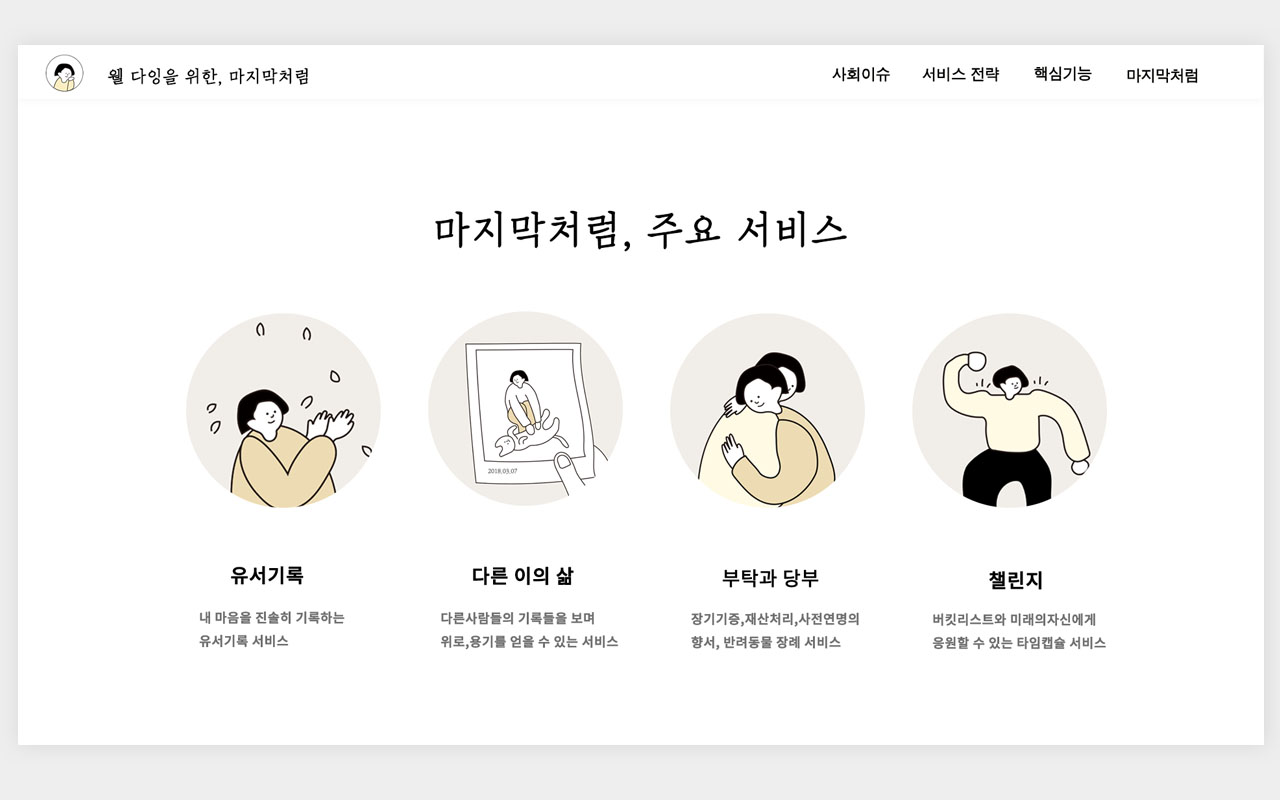 웰 다잉을 위한, 마지막처럼
사회이슈
서비스 전략
핵심기능
마지막처럼
마지막처럼, 주요 서비스
2018.03.07
유서기록
내 마음을 진솔히 기록하는
유서기록 서비스
다른 이의 삶
다른사람들의 기록들을 보며
위로,용기를 얻을 수 있는 서비스
부탁과 당부
장기기증,재산처리,사전연명의
향서, 반려동물 장례 서비스
챌린지
버킷리스트와 미래의자신에게
응원할 수 있는 타임캡슐 서비스